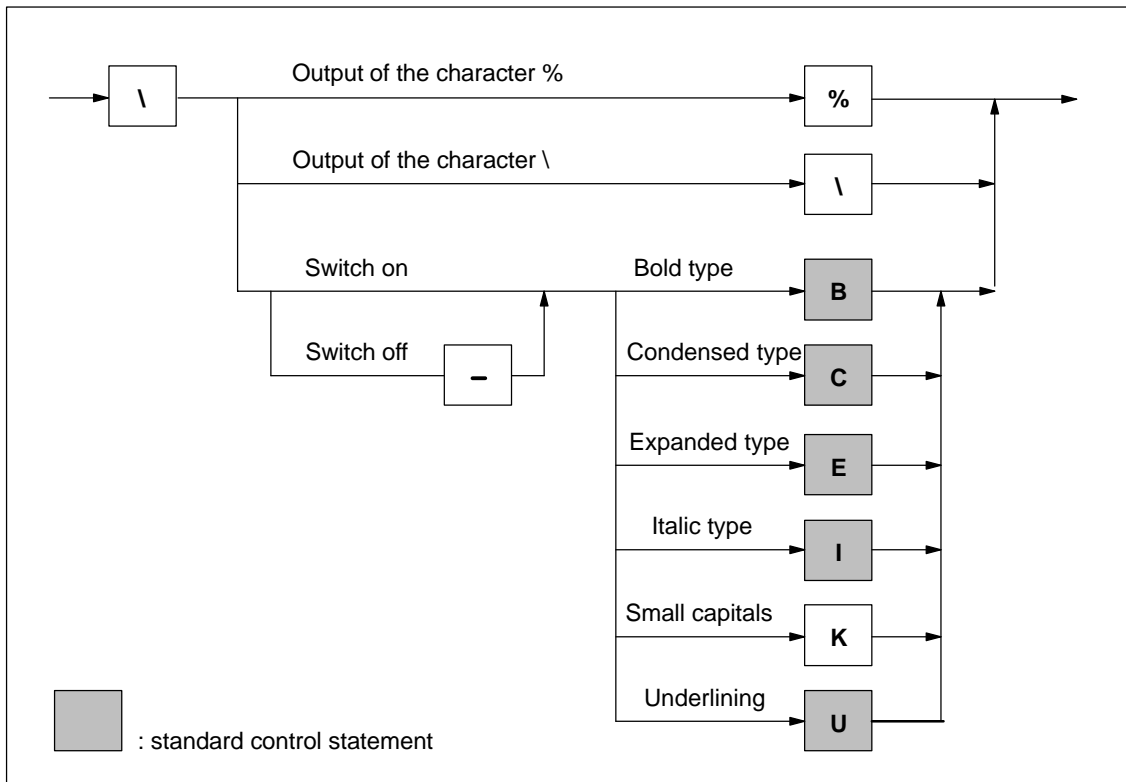 Output of the character %
\
%
Output of the character \
\
Switch on
Bold type
B
Switch off
–
Condensed type
C
Expanded type
E
Italic type
I
Small capitals
K
Underlining
U
: standard control statement